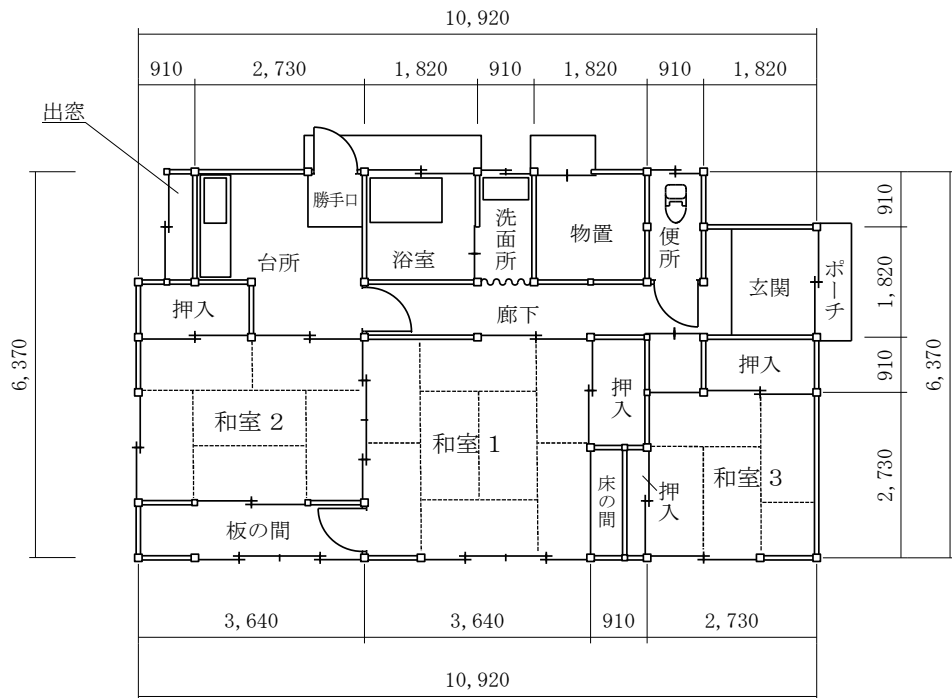 10,920
910
2,730
1,820
910
1,820
910
1,820
出窓
勝手口
台所
浴室
洗面所
物置
便所
玄関
ポーチ
910
1,820
910
2,730
6,370
6,370
押入
廊下
押入
押入
和室 2
和室 1
和室 3
床の間
押入
板の間
3,640
3,640
910
2,730
10,920